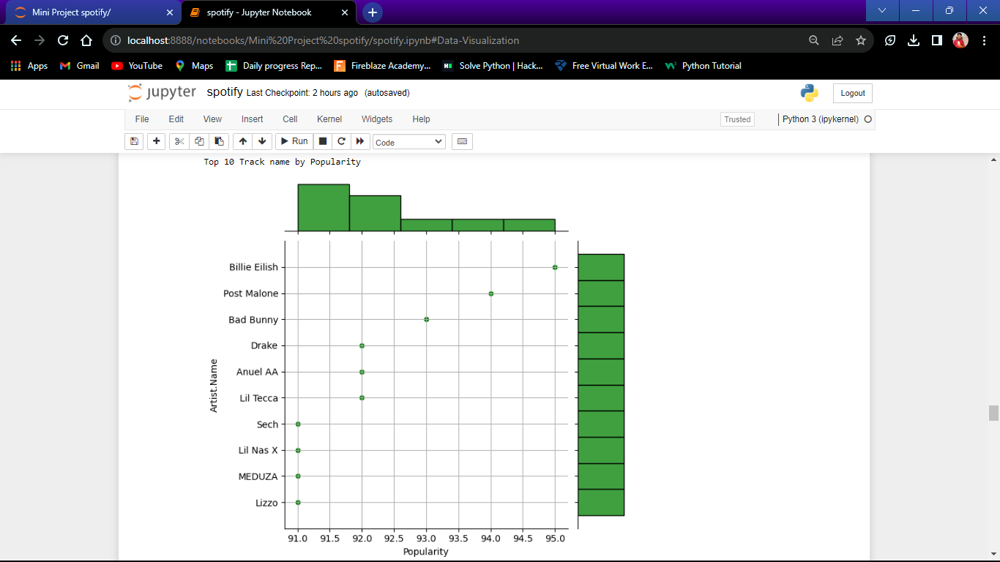 Mini Project spotify/
spotify - Jupyter Notebook
localhost:8888/notebooks/Mini%20Project%20spotify/spotify.ipynb#Data-Visualization
Apps Gmail YouTube Maps Daily progress Rep... Fireblaze Academy... Solve Python | Hack... Free Virtual Work E... Python Tutorial
jupyter spotify Last Checkpoint: 2 hours ago (autosaved) Logout
File Edit View Insert Cell Kernel Widgets Help Trusted Python 3 (ipykernel)
Run Code
Top 10 Track name by Popularity
Billie Eilish
Post Malone
Bad Bunny
Drake
Anuel AA
Lil Tecca
Sech
Lil Nas X
MEDUZA
Lizzo
Artist.Name
91.0 91.5 92.0 92.5 93.0 93.5 94.0 94.5 95.0
Popularity